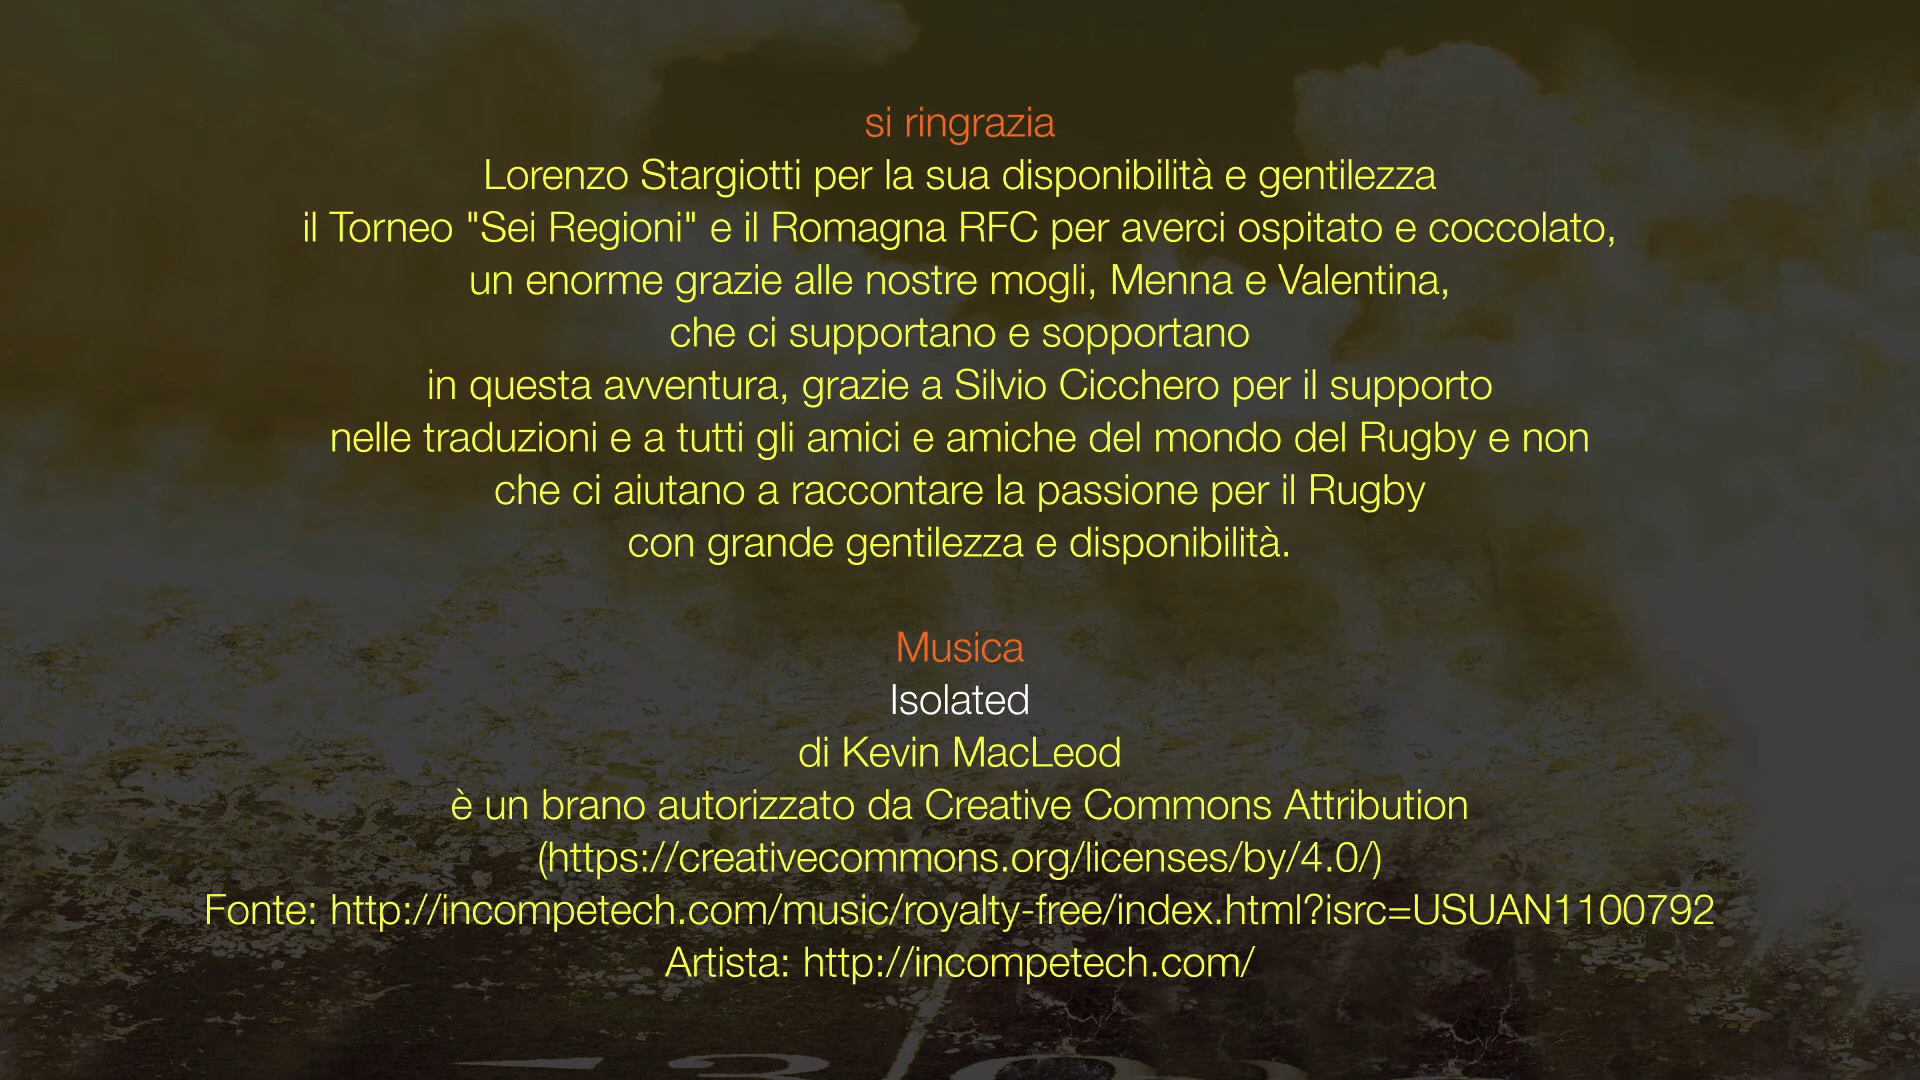 si ringrazia
Lorenzo Stargiotti per la sua disponibilità e gentilezza
il Torneo "Sei Regioni" e il Romagna RFC per averci ospitato e coccolato,
un enorme grazie alle nostre mogli, Menna e Valentina,
che ci supportano e sopportano
in questa avventura, grazie a Silvio Cicchero per il supporto
nelle traduzioni e a tutti gli amici e amiche del mondo del Rugby e non
che ci aiutano a raccontare la passione per il Rugby
con grande gentilezza e disponibilità.
Musica
Isolated
di Kevin MacLeod
è un brano autorizzato da Creative Commons Attribution
(https://creativecommons.org/licenses/by/4.0/)
Fonte: http://incompetech.com/music/royalty-free/index.html?isrc=USUAN1100792
Artista: http://incompetech.com/